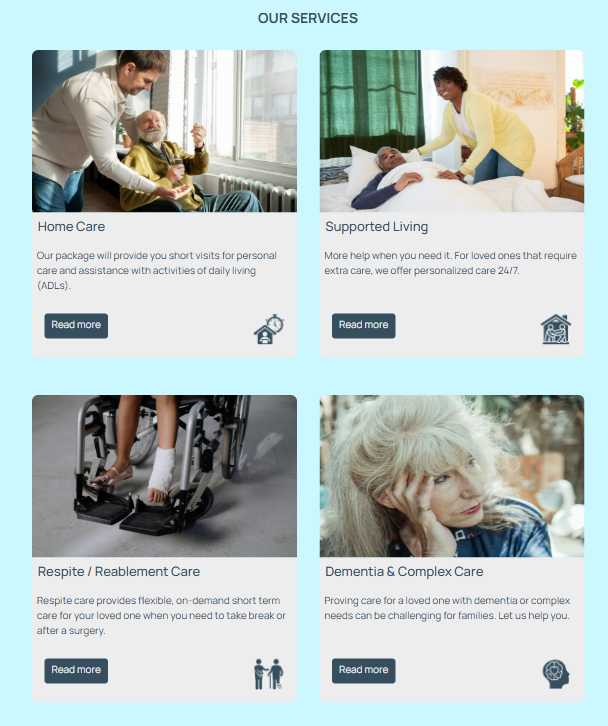 OUR SERVICES
Home Care
Our package will provide you short visits for personal
care and assistance with activities of daily living
(ADLs).
Read more
Supported Living
More help when you need it. For loved ones that require
extra care, we offer personalized care 24/7.
Read more
Respite / Reablement Care
Respite care provides flexible, on-demand short term
care for your loved one when you need to take break or
after a surgery.
Read more
Dementia & Complex Care
Proving care for a loved one with dementia or complex
needs can be challenging for families. Let us help you.
Read more